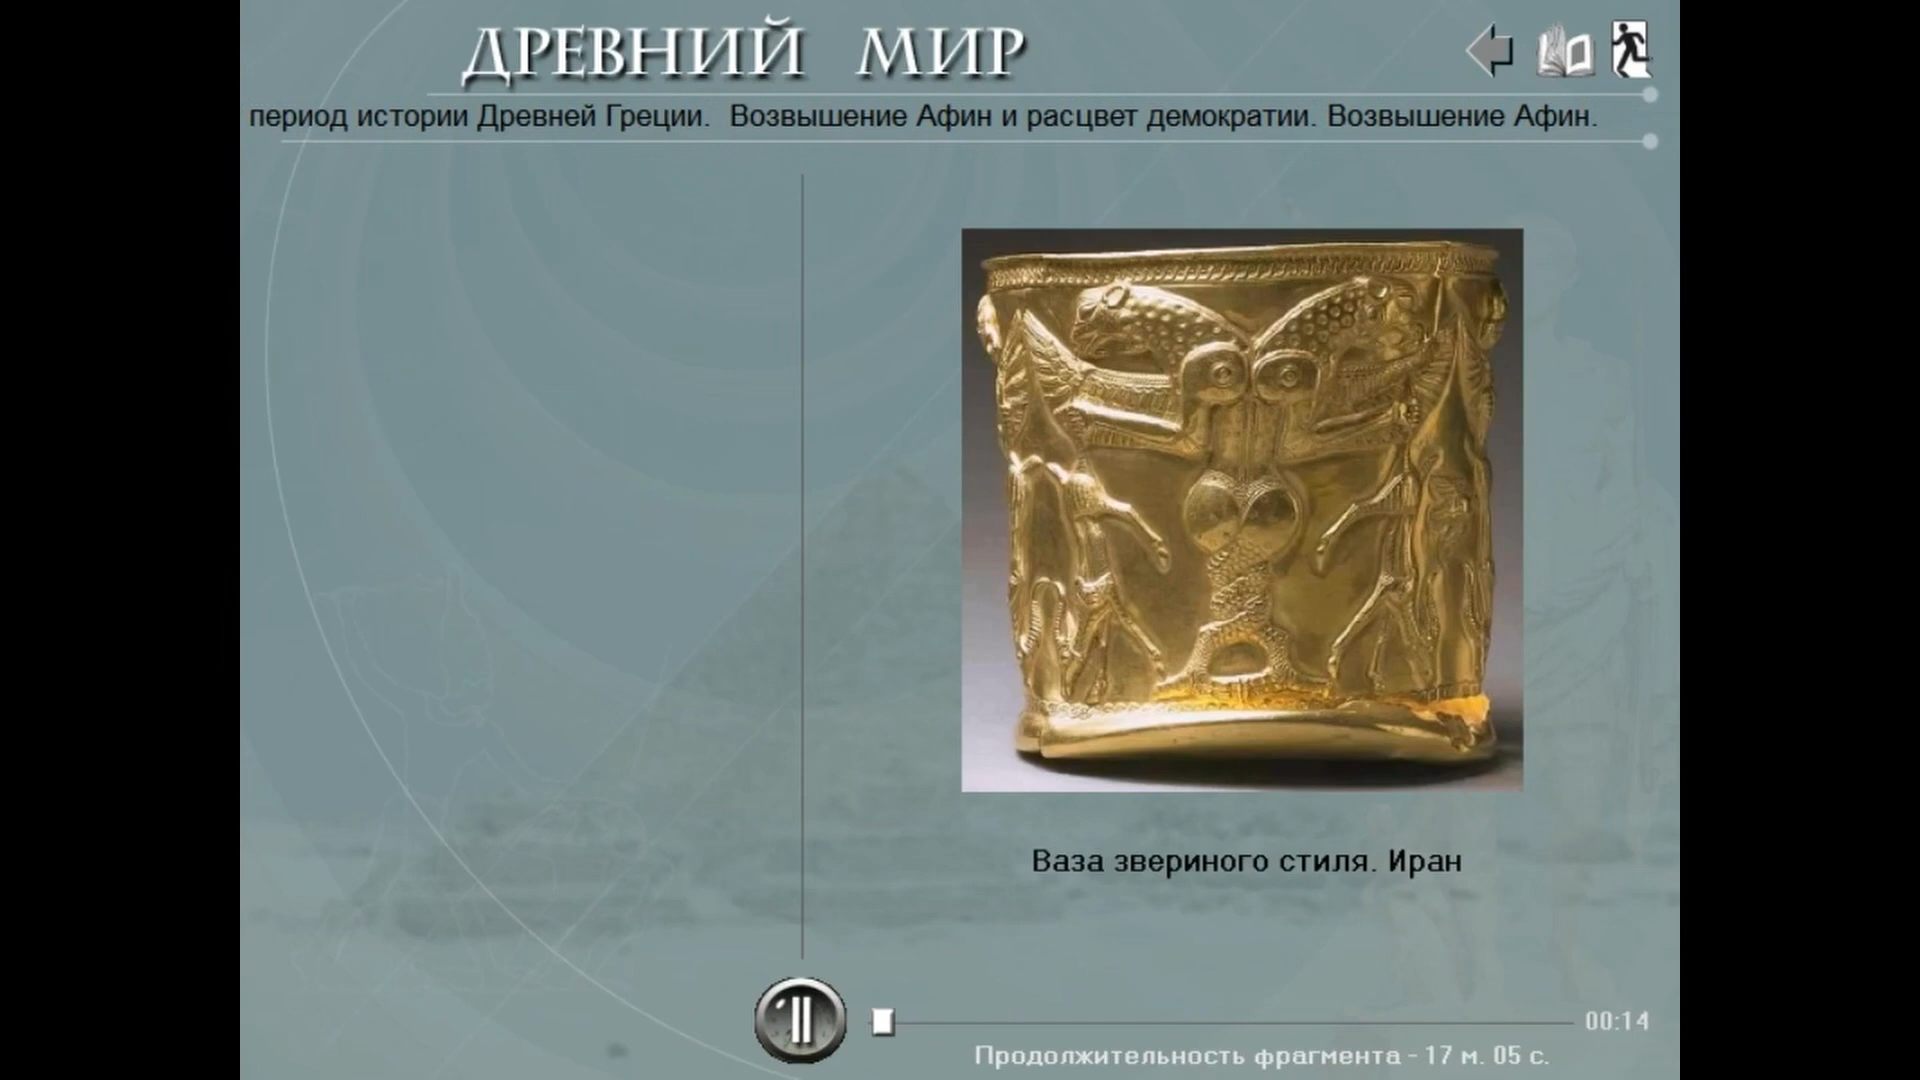 ДРЕВНИЙ МИР
период истории Древней Греции. Возвышение Афин и расцвет демократии. Возвышение Афин.
Ваза звериного стиля. Иран
00:14
Продолжительность фрагмента - 17 м. 05 с.